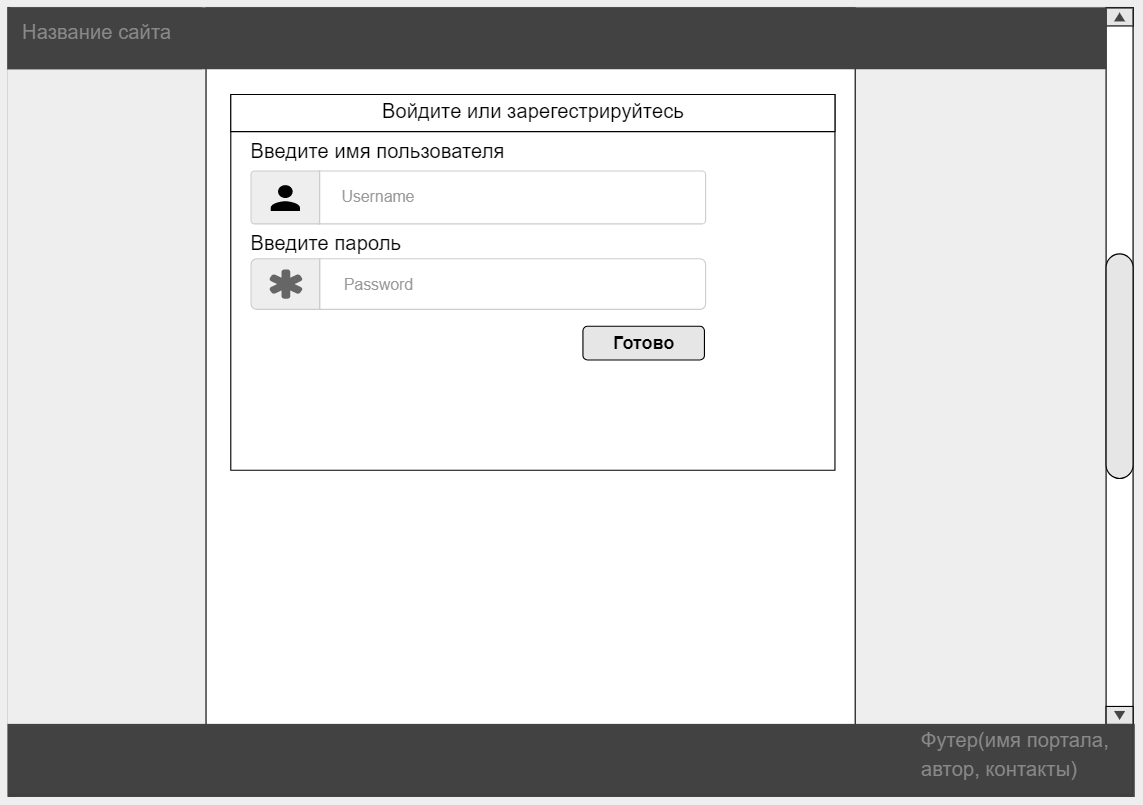 Название сайта
Войдите или зарегестрируйтесь
Введите имя пользователя
Username
Введите пароль
Password
Готово
Футер(имя портала,
автор, контакты)